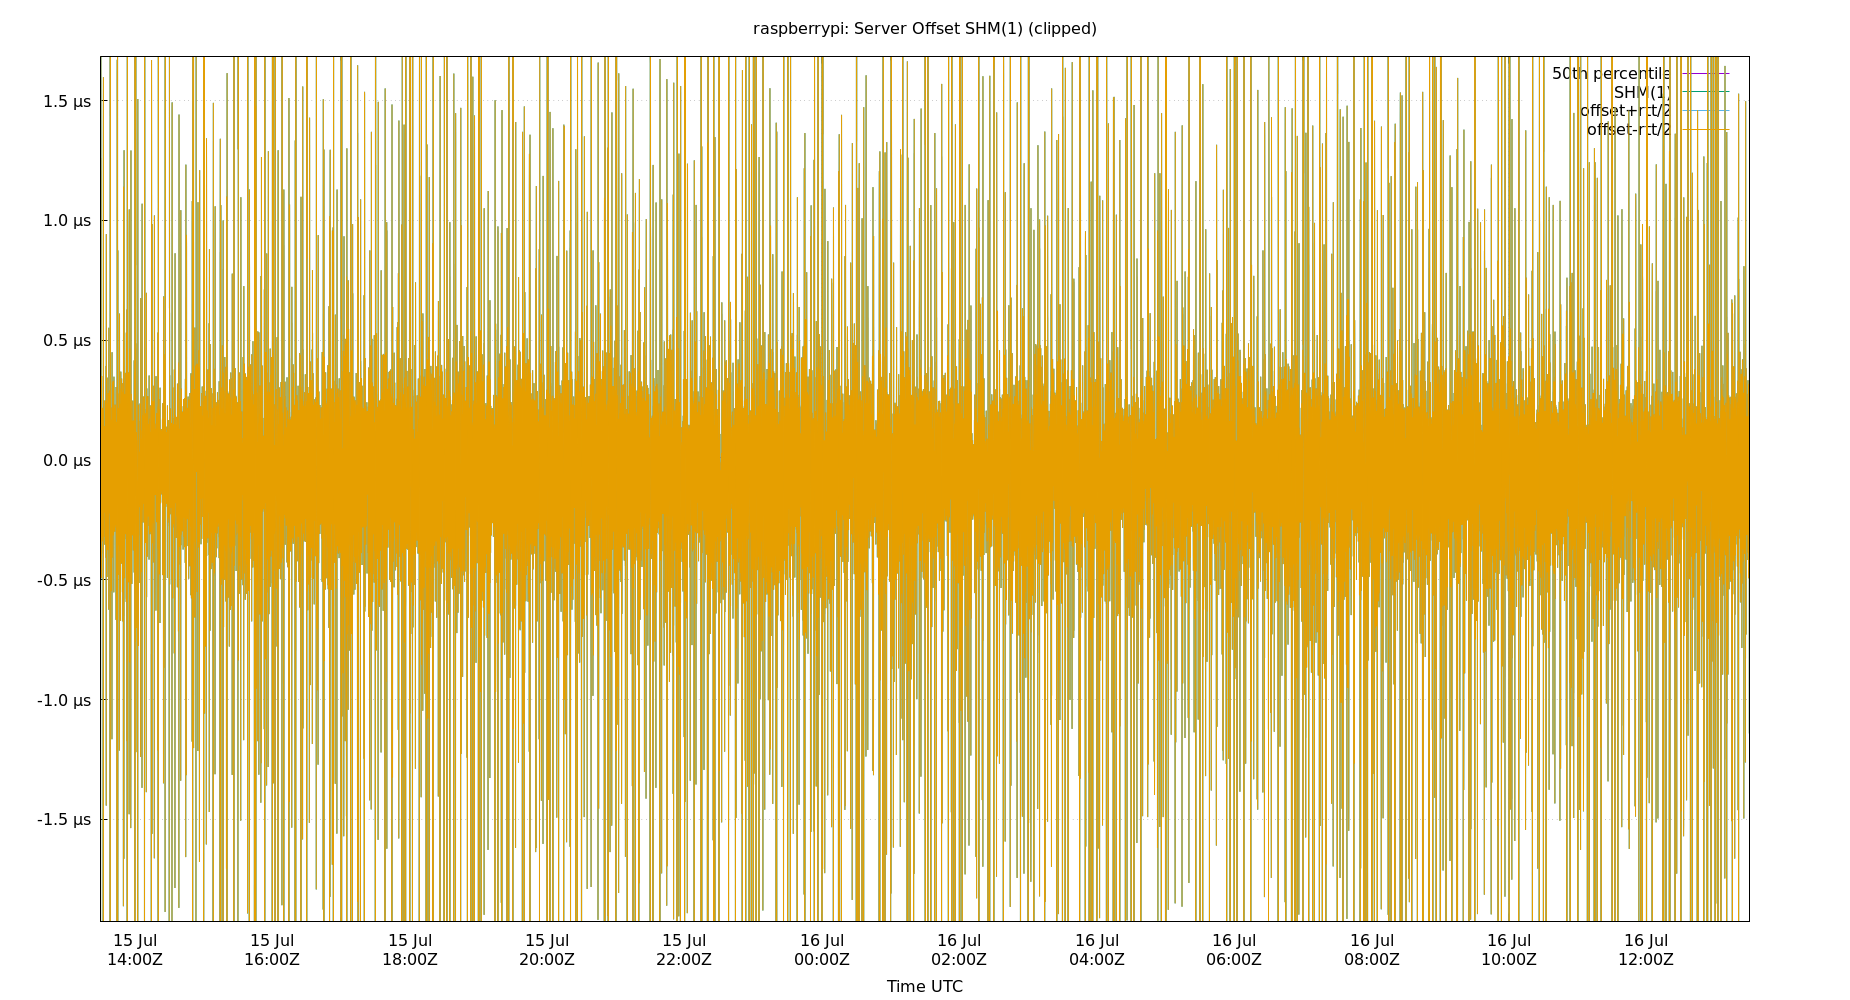 raspberrypi: Server Offset SHM(1) (clipped)
50th percentile
SHM(1)
offset+rtt/2
offset-rtt/2
1.5 µs
1.0 µs
0.5 µs
0.0 µs
-0.5 µs
-1.0 µs
-1.5 µs
15 Jul 15 Jul 15 Jul 15 Jul 15 Jul 16 Jul 16 Jul 16 Jul 16 Jul 16 Jul 16 Jul 16 Jul
14:00Z 16:00Z 18:00Z 20:00Z 22:00Z 00:00Z 02:00Z 04:00Z 06:00Z 08:00Z 10:00Z 12:00Z
Time UTC